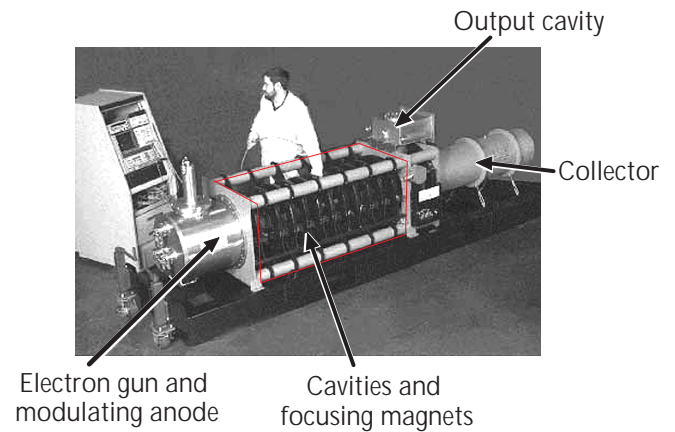 Output cavity
Collector
Electron gun and
modulating anode
Cavities and
focusing magnets